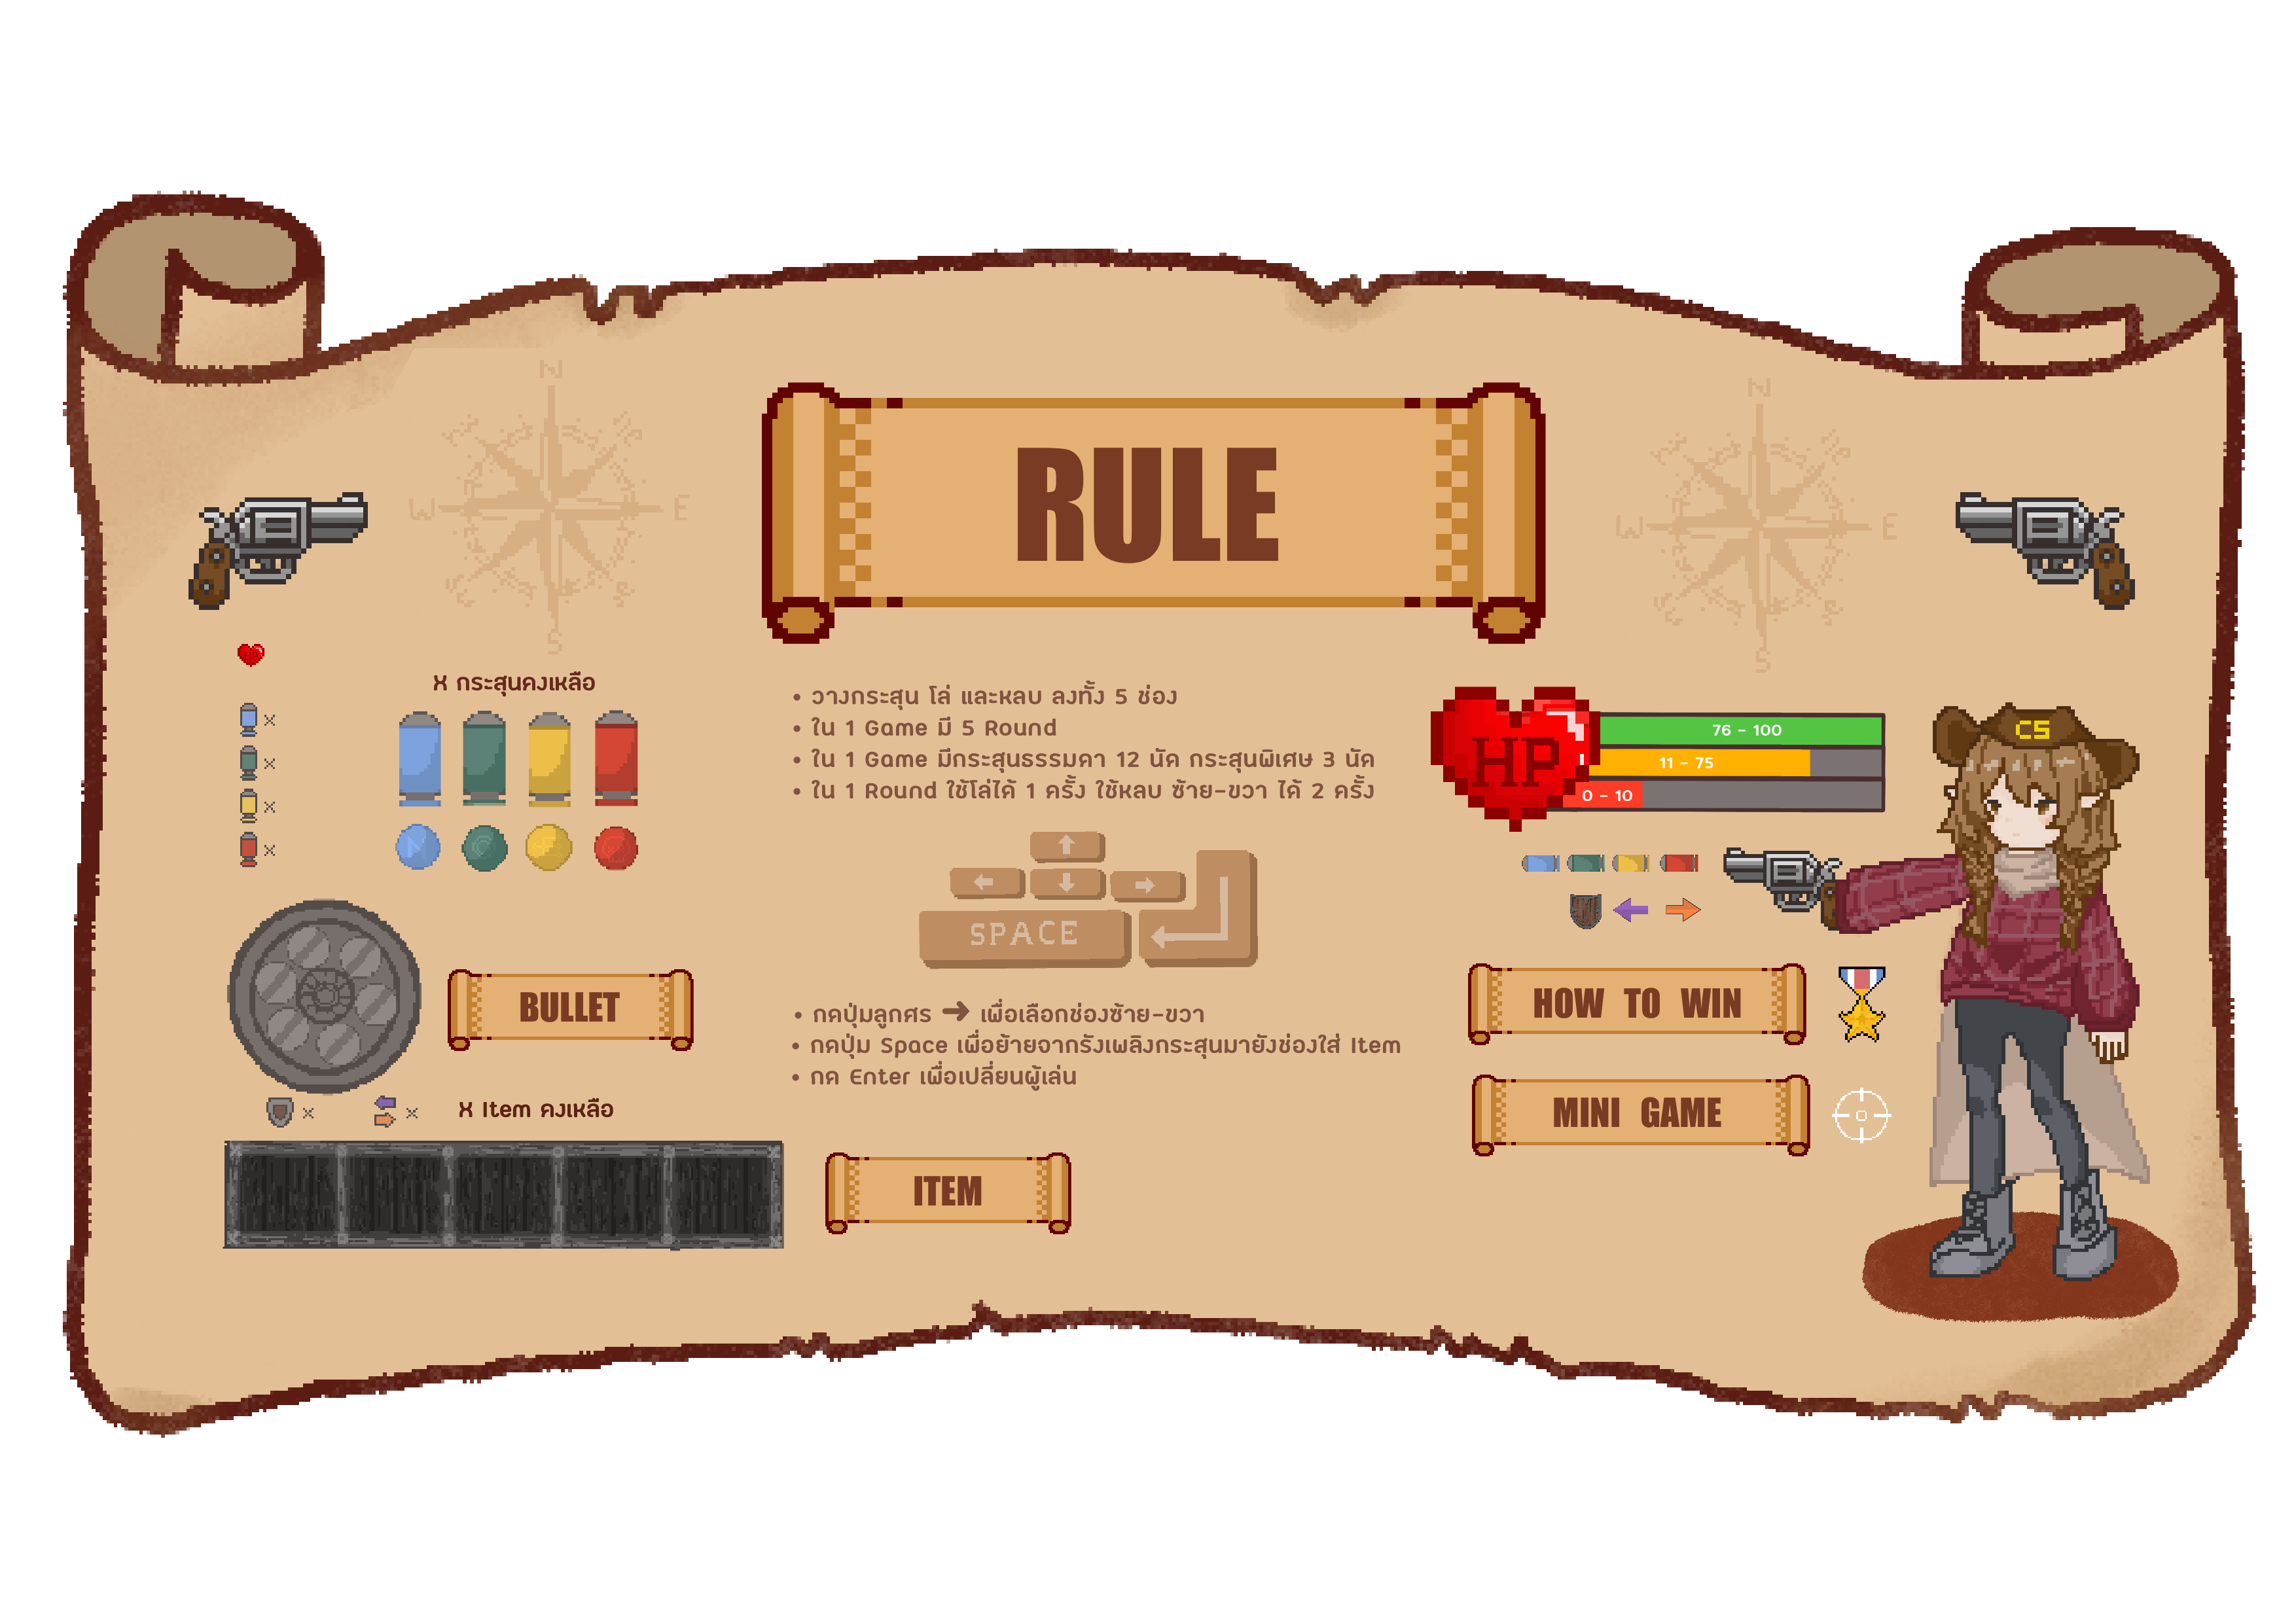 N
W E
S
N
W E
S
RULE
HP
X กระสุนคงเหลือ
×
×
×
×
• วางกระสุน โล่ และหลบ ลงทั้ง 5 ช่อง
• ใน 1 Game มี 5 Round
• ใน 1 Game มีกระสุนธรรมดา 12 นัด กระสุนพิเศษ 3 นัด
• ใน 1 Round ใช้โล่ได้ 1 ครั้ง ใช้หลบ ซ้าย-ขวา ได้ 2 ครั้ง
HP
76 - 100
11 - 75
0 - 10
CS
SPACE
BULLET
• กดปุ่มลูกศร ➜ เพื่อเลือกช่องซ้าย-ขวา
• กดปุ่ม Space เพื่อย้ายจากรังเพลิงกระสุนมายังช่องใส่ Item
• กด Enter เพื่อเปลี่ยนผู้เล่น
HOW TO WIN
MINI GAME
× × X Item คงเหลือ
ITEM